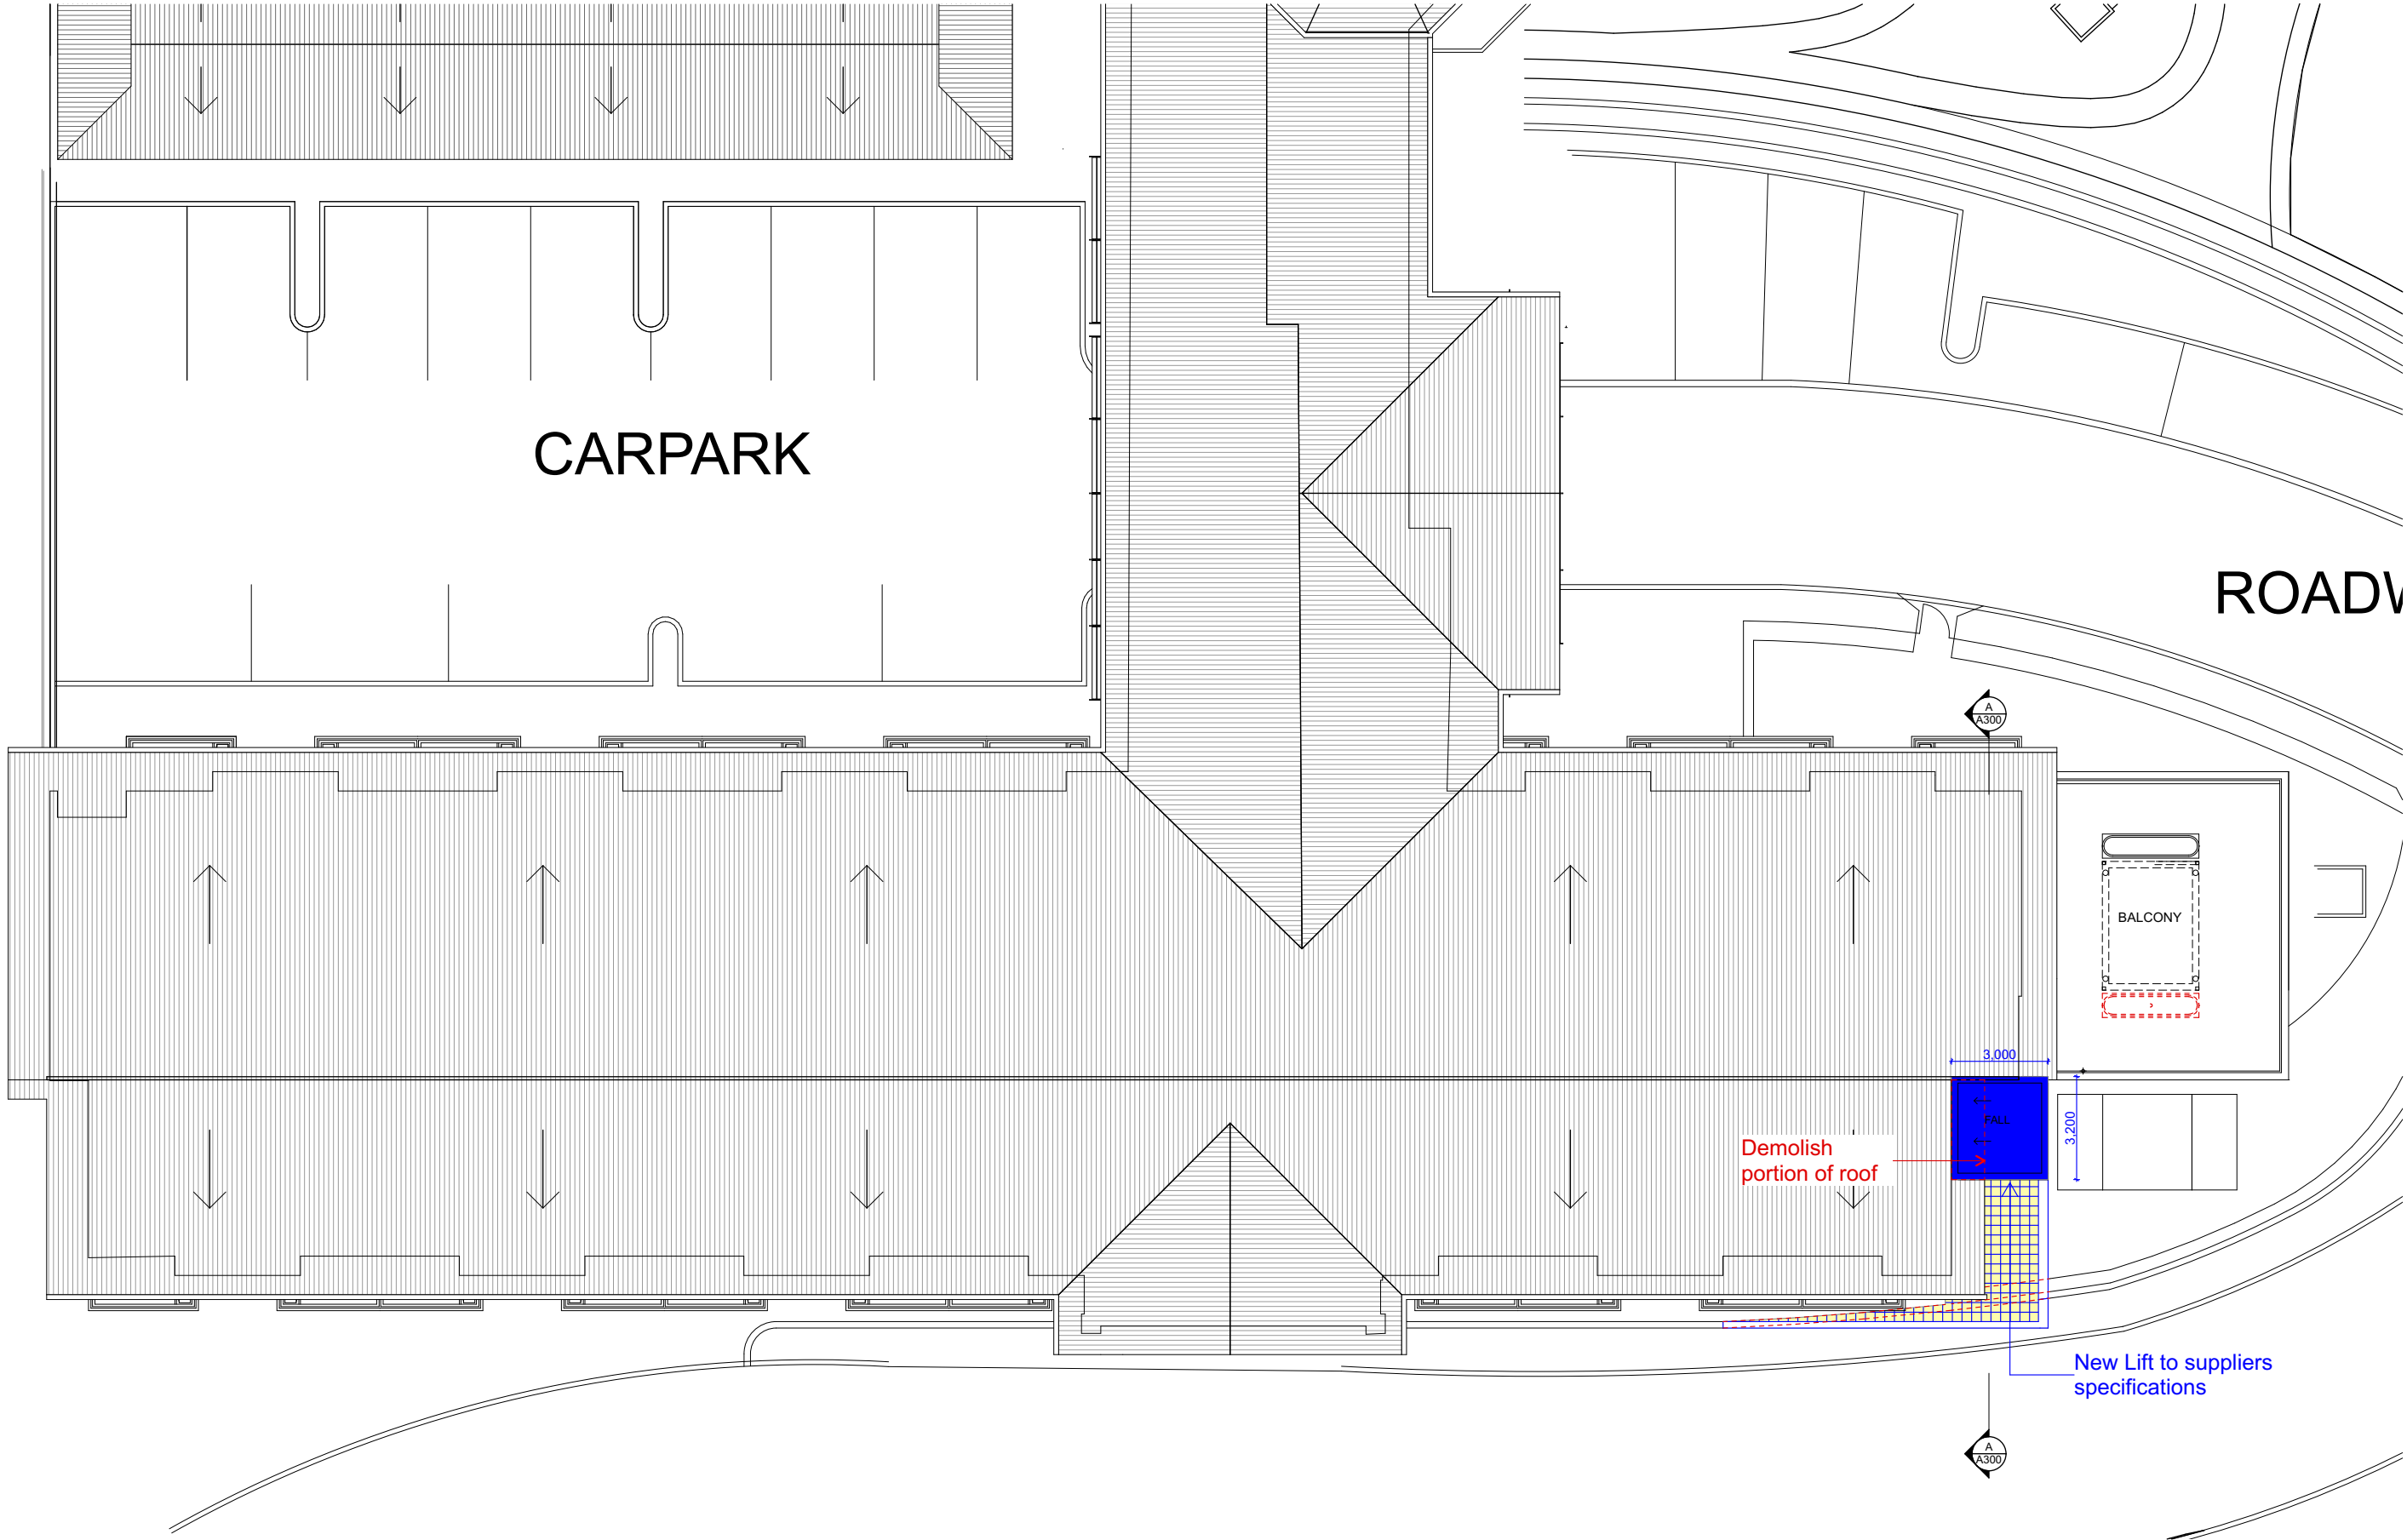 CARPARK
ROADW
A
A300
BALCONY
3,000
FALL
3,200
Demolish
portion of roof
New Lift to suppliers
specifications
A
A300